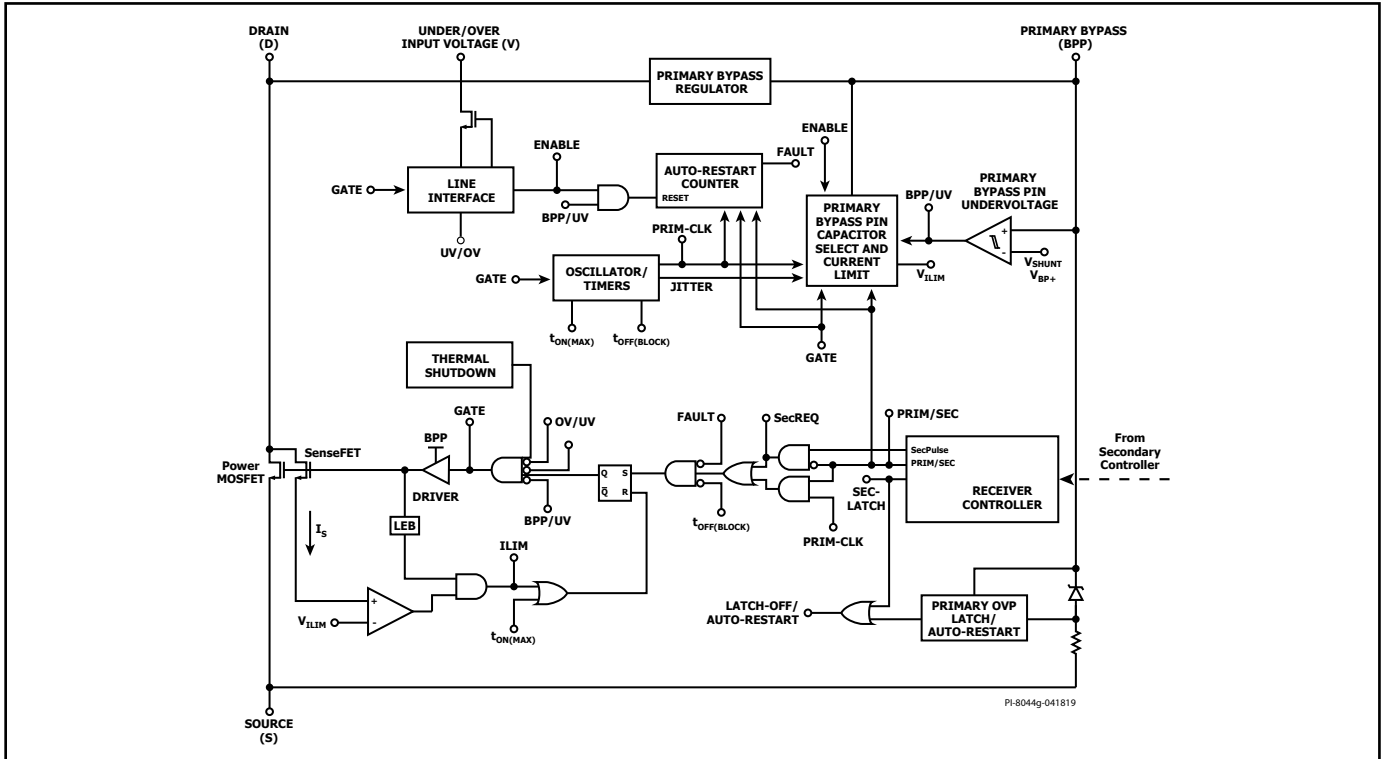 DRAIN
(D)
UNDER/OVER
INPUT VOLTAGE (V)
PRIMARY BYPASS
(BPP)
PRIMARY BYPASS
REGULATOR
ENABLE
FAULT
ENABLE
AUTO-RESTART
COUNTER
RESET
GATE
LINE
INTERFACE
BPP/UV
UV/OV
PRIMARY
BYPASS PIN
CAPACITOR
SELECT AND
CURRENT
LIMIT
BPP/UV
PRIMARY
BYPASS PIN
UNDERVOLTAGE
+
-
VSHUNT
VBP+
VILIM
PRIM-CLK
GATE
OSCILLATOR/
TIMERS
JITTER
tON(MAX)
tOFF(BLOCK)
GATE
THERMAL
SHUTDOWN
GATE
OV/UV
FAULT
SecREQ
PRIM/SEC
BPP
SenseFET
Power
MOSFET
DRIVER
BPP/UV
Q
S
Q̅
R
tOFF(BLOCK)
PRIM-CLK
SEC-
LATCH
SecPulse
PRIM/SEC
RECEIVER
CONTROLLER
From
Secondary
Controller
LEB
IS
ILIM
+
-
VILIM
tON(MAX)
LATCH-OFF/
AUTO-RESTART
PRIMARY OVP
LATCH/
AUTO-RESTART
SOURCE
(S)
PI-8044g-041819